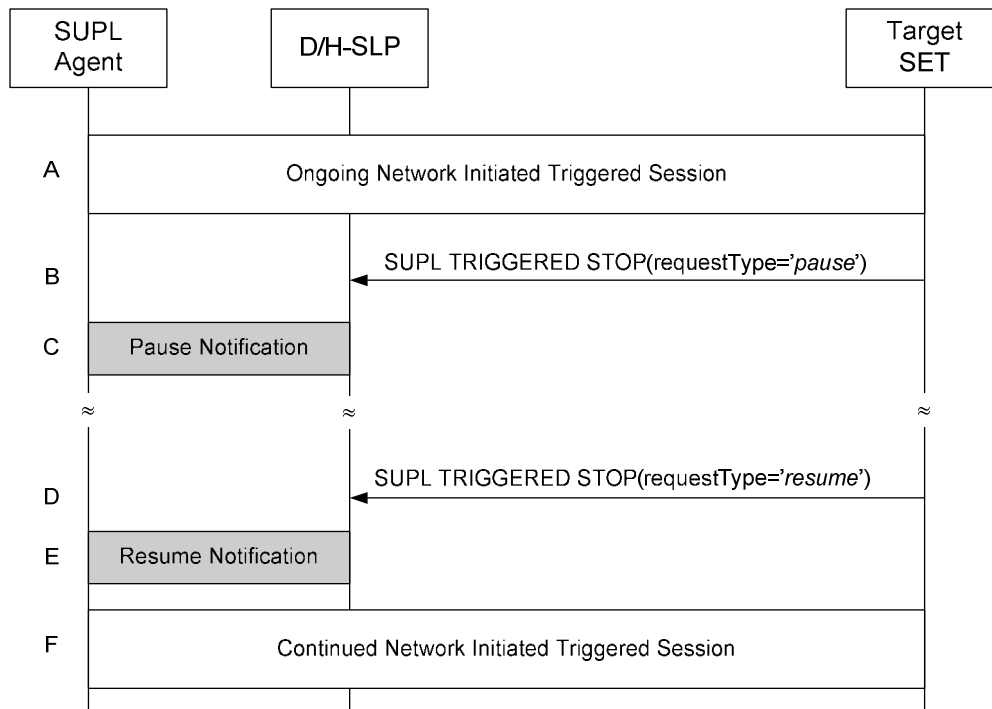 SUPL
Agent
D/H-SLP
Target
SET
A
Ongoing Network Initiated Triggered Session
B
SUPL TRIGGERED STOP(requestType='pause')
C
Pause Notification
≈ ≈ ≈
D
SUPL TRIGGERED STOP(requestType='resume')
E
Resume Notification
F
Continued Network Initiated Triggered Session